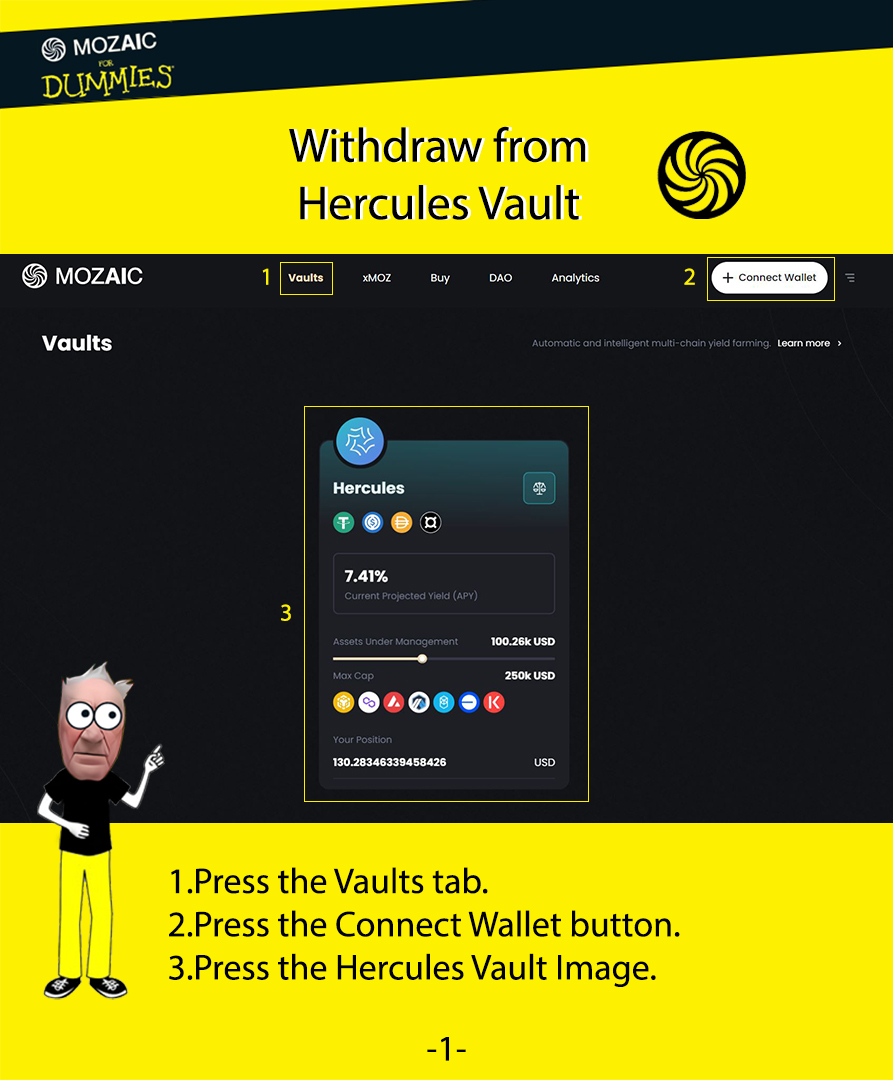 MOZAIC
FOR
DUMMIES
Withdraw from
Hercules Vault
MOZAIC
1
Vaults
xMOZ
Buy
DAO
Analytics
2
+ Connect Wallet
Vaults
Automatic and intelligent multi-chain yield farming. Learn more ›
Hercules
7.41%
Current Projected Yield (APY)
3
Assets Under Management 100.26k USD
Max Cap 250k USD
Your Position
130.28346339458426 USD
1.Press the Vaults tab.
2.Press the Connect Wallet button.
3.Press the Hercules Vault Image.
-1-